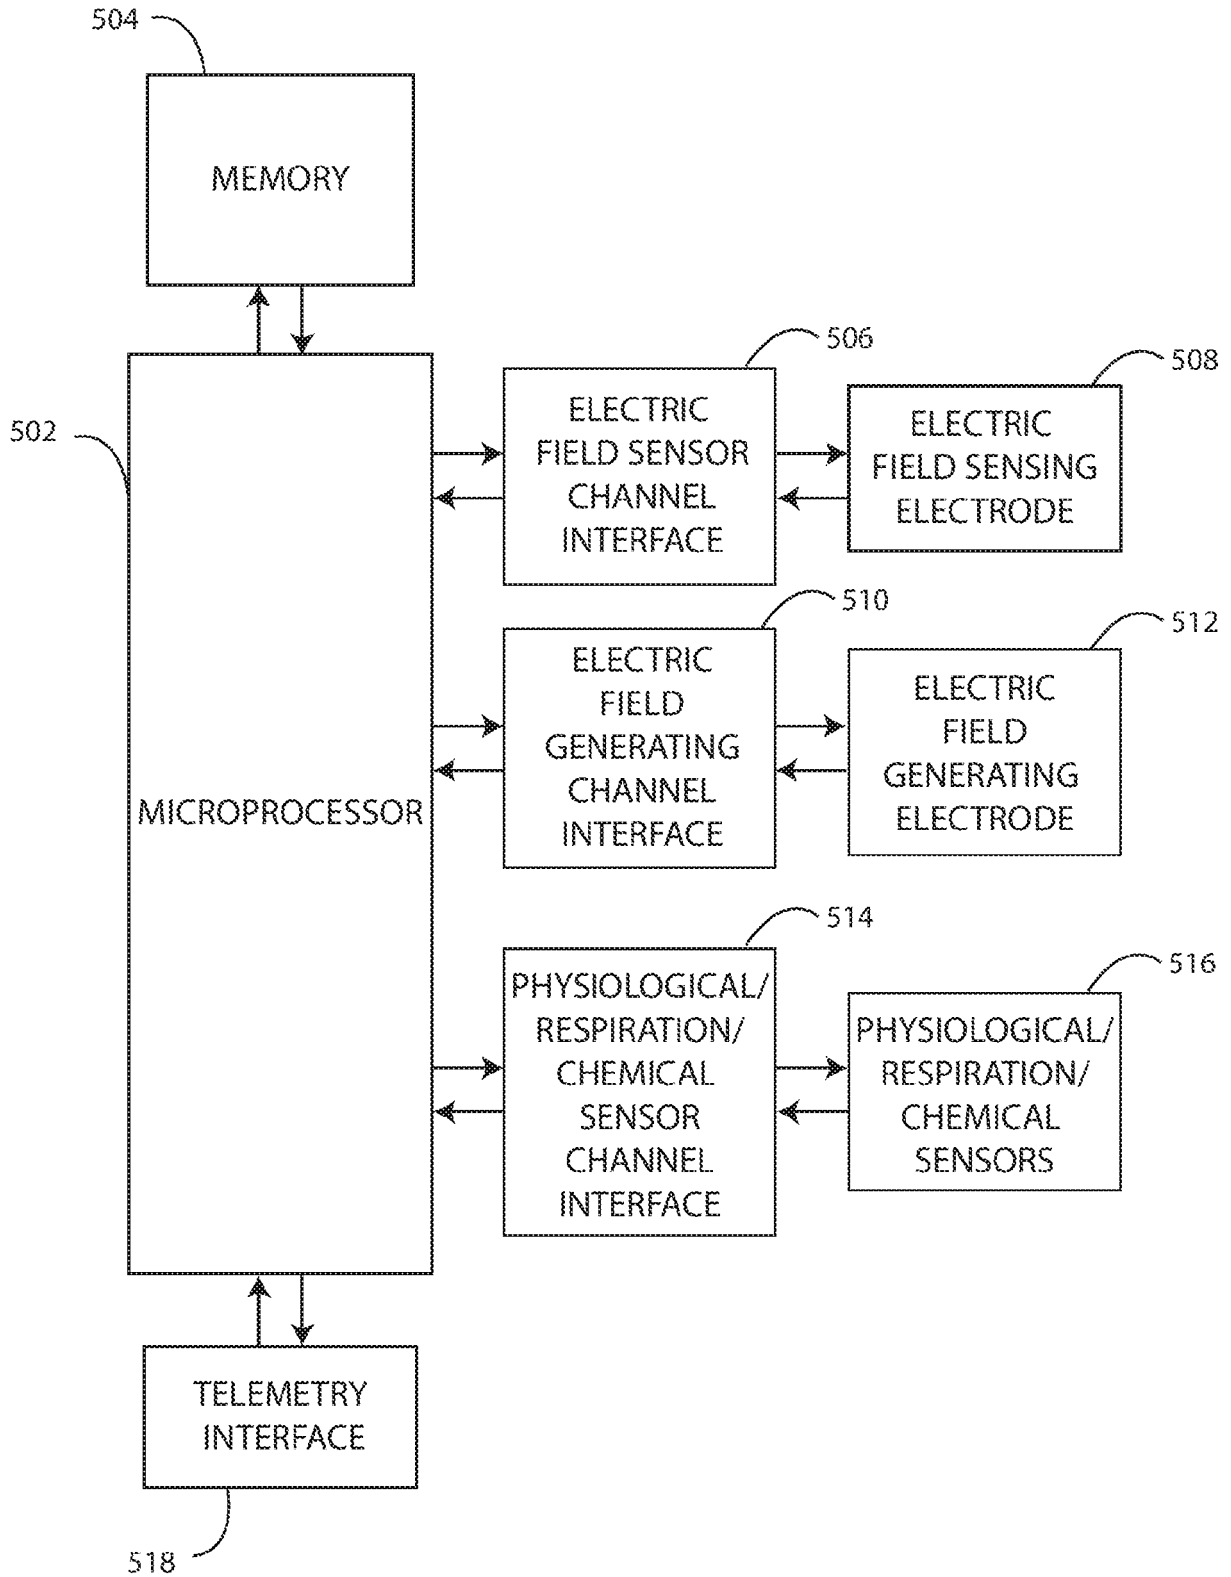 504
MEMORY
502
MICROPROCESSOR
506
ELECTRIC
FIELD SENSOR
CHANNEL
INTERFACE
508
ELECTRIC
FIELD SENSING
ELECTRODE
510
ELECTRIC
FIELD
GENERATING
CHANNEL
INTERFACE
512
ELECTRIC
FIELD
GENERATING
ELECTRODE
514
PHYSIOLOGICAL/
RESPIRATION/
CHEMICAL
SENSOR
CHANNEL
INTERFACE
516
PHYSIOLOGICAL/
RESPIRATION/
CHEMICAL
SENSORS
TELEMETRY
INTERFACE
518